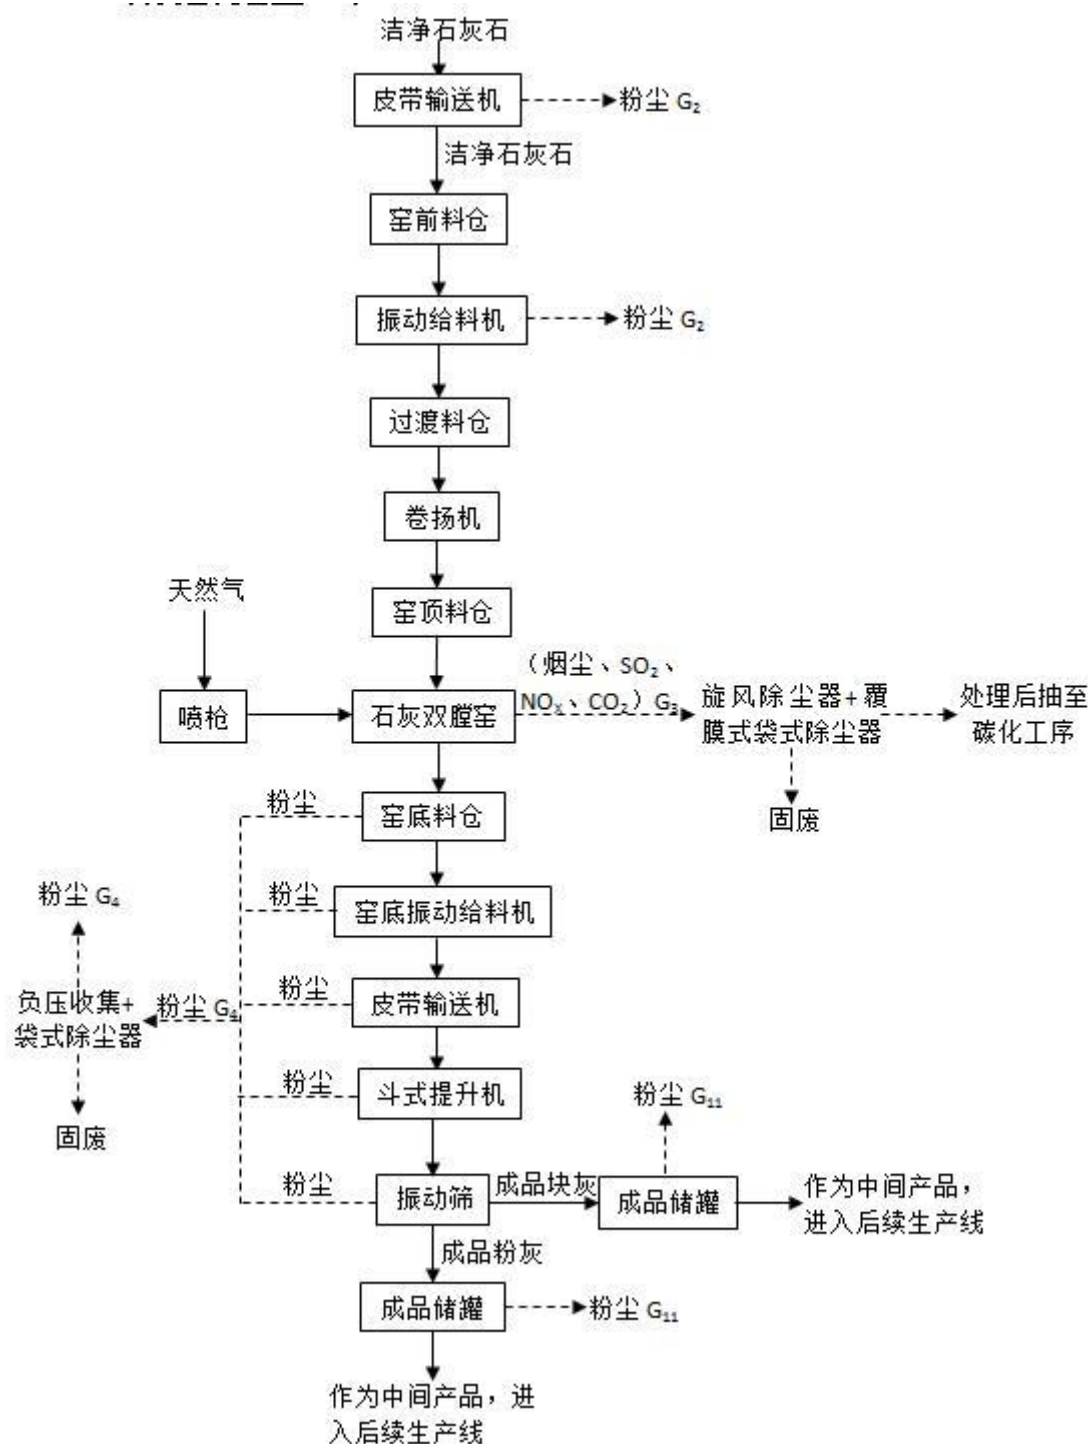 洁净石灰石
皮带输送机
粉尘 G₂
洁净石灰石
窑前料仓
振动给料机
粉尘 G₂
过渡料仓
卷扬机
天然气
窑顶料仓
(烟尘、SO₂、
NOₓ、CO₂) G₃
喷枪
石灰双膛窑
旋风除尘器+覆
膜式袋式除尘器
处理后抽至
碳化工序
固废
粉尘
窑底料仓
粉尘
窑底振动给料机
粉尘 G₄
粉尘
皮带输送机
负压收集+
袋式除尘器
粉尘 G₄
粉尘
斗式提升机
粉尘 G₁₁
固废
粉尘
振动筛
成品块灰
成品储罐
作为中间产品，
进入后续生产线
成品粉灰
成品储罐
粉尘 G₁₁
作为中间产品，进
入后续生产线